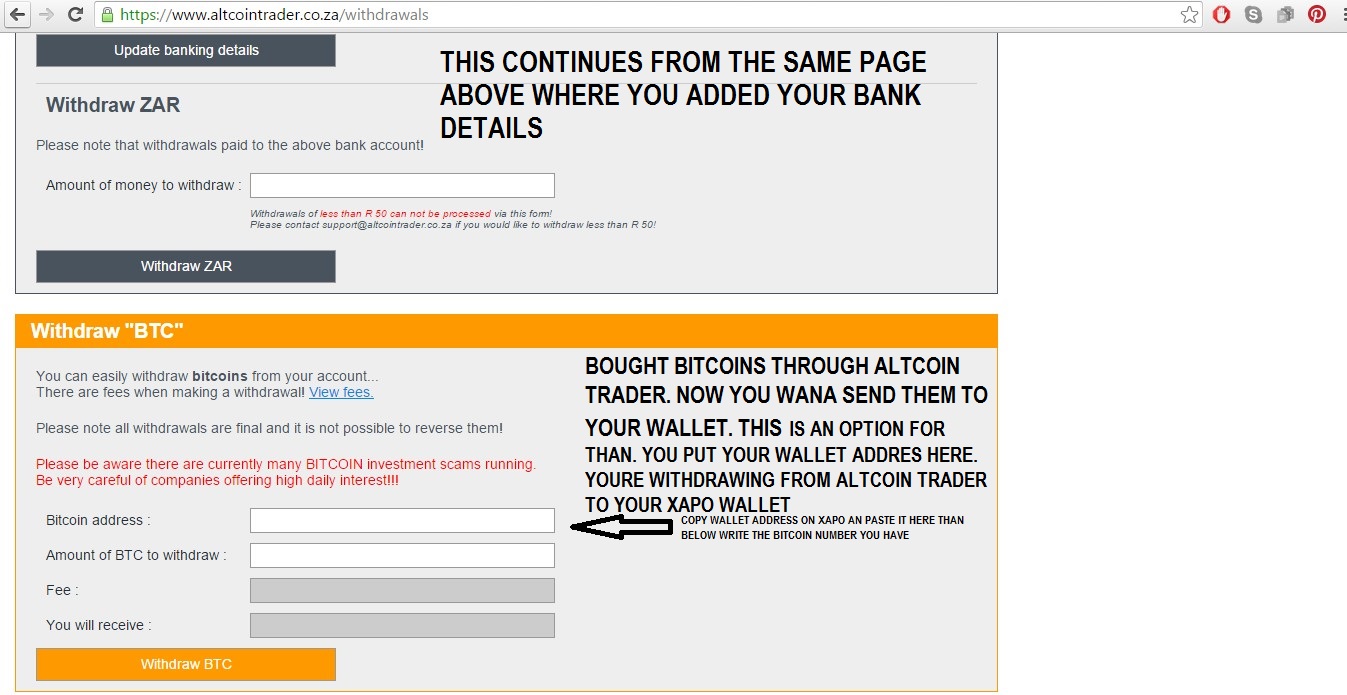 https://www.altcointrader.co.za/withdrawals
Update banking details
THIS CONTINUES FROM THE SAME PAGE
ABOVE WHERE YOU ADDED YOUR BANK
DETAILS
Withdraw ZAR
Please note that withdrawals paid to the above bank account!
Amount of money to withdraw :
Withdrawals of less than R 50 can not be processed via this form!
Please contact support@altcointrader.co.za if you would like to withdraw less than R 50!
Withdraw ZAR
Withdraw "BTC"
You can easily withdraw bitcoins from your account...
There are fees when making a withdrawal! View fees.
Please note all withdrawals are final and it is not possible to reverse them!
Please be aware there are currently many BITCOIN investment scams running.
Be very careful of companies offering high daily interest!!!
BOUGHT BITCOINS THROUGH ALTCOIN
TRADER. NOW YOU WANA SEND THEM TO
YOUR WALLET. THIS IS AN OPTION FOR
THAN. YOU PUT YOUR WALLET ADDRES HERE.
YOURE WITHDRAWING FROM ALTCOIN TRADER
TO YOUR XAPO WALLET
COPY WALLET ADDRESS ON XAPO AN PASTE IT HERE THAN
BELOW WRITE THE BITCOIN NUMBER YOU HAVE
Bitcoin address :
Amount of BTC to withdraw :
Fee :
You will receive :
Withdraw BTC